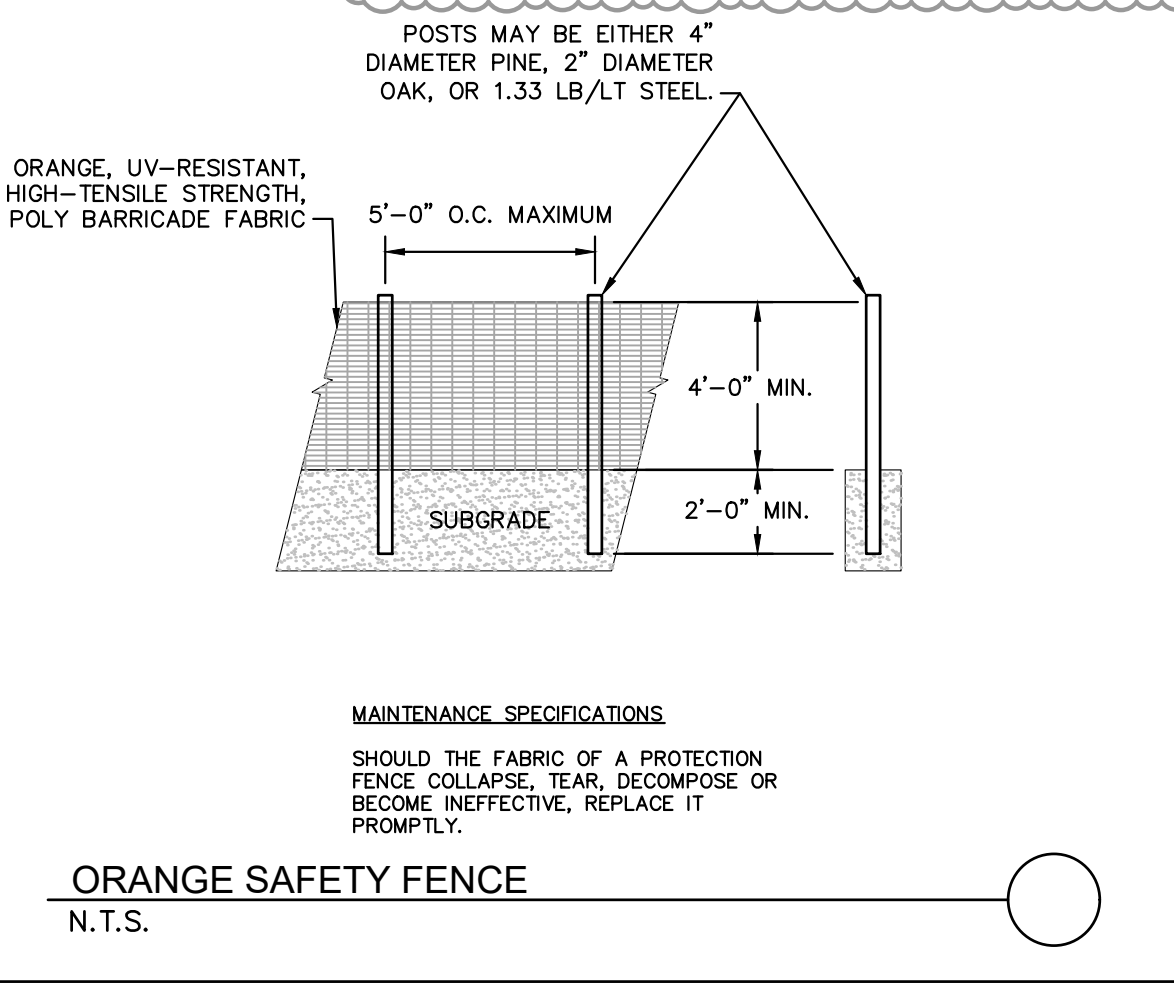 POSTS MAY BE EITHER 4"
DIAMETER PINE, 2" DIAMETER
OAK, OR 1.33 LB/LT STEEL.
ORANGE, UV-RESISTANT,
HIGH-TENSILE STRENGTH,
POLY BARRICADE FABRIC
5'-0" O.C. MAXIMUM
4'-0" MIN.
2'-0" MIN.
SUBGRADE
MAINTENANCE SPECIFICATIONS
SHOULD THE FABRIC OF A PROTECTION
FENCE COLLAPSE, TEAR, DECOMPOSE OR
BECOME INEFFECTIVE, REPLACE IT
PROMPTLY.
ORANGE SAFETY FENCE
N.T.S.